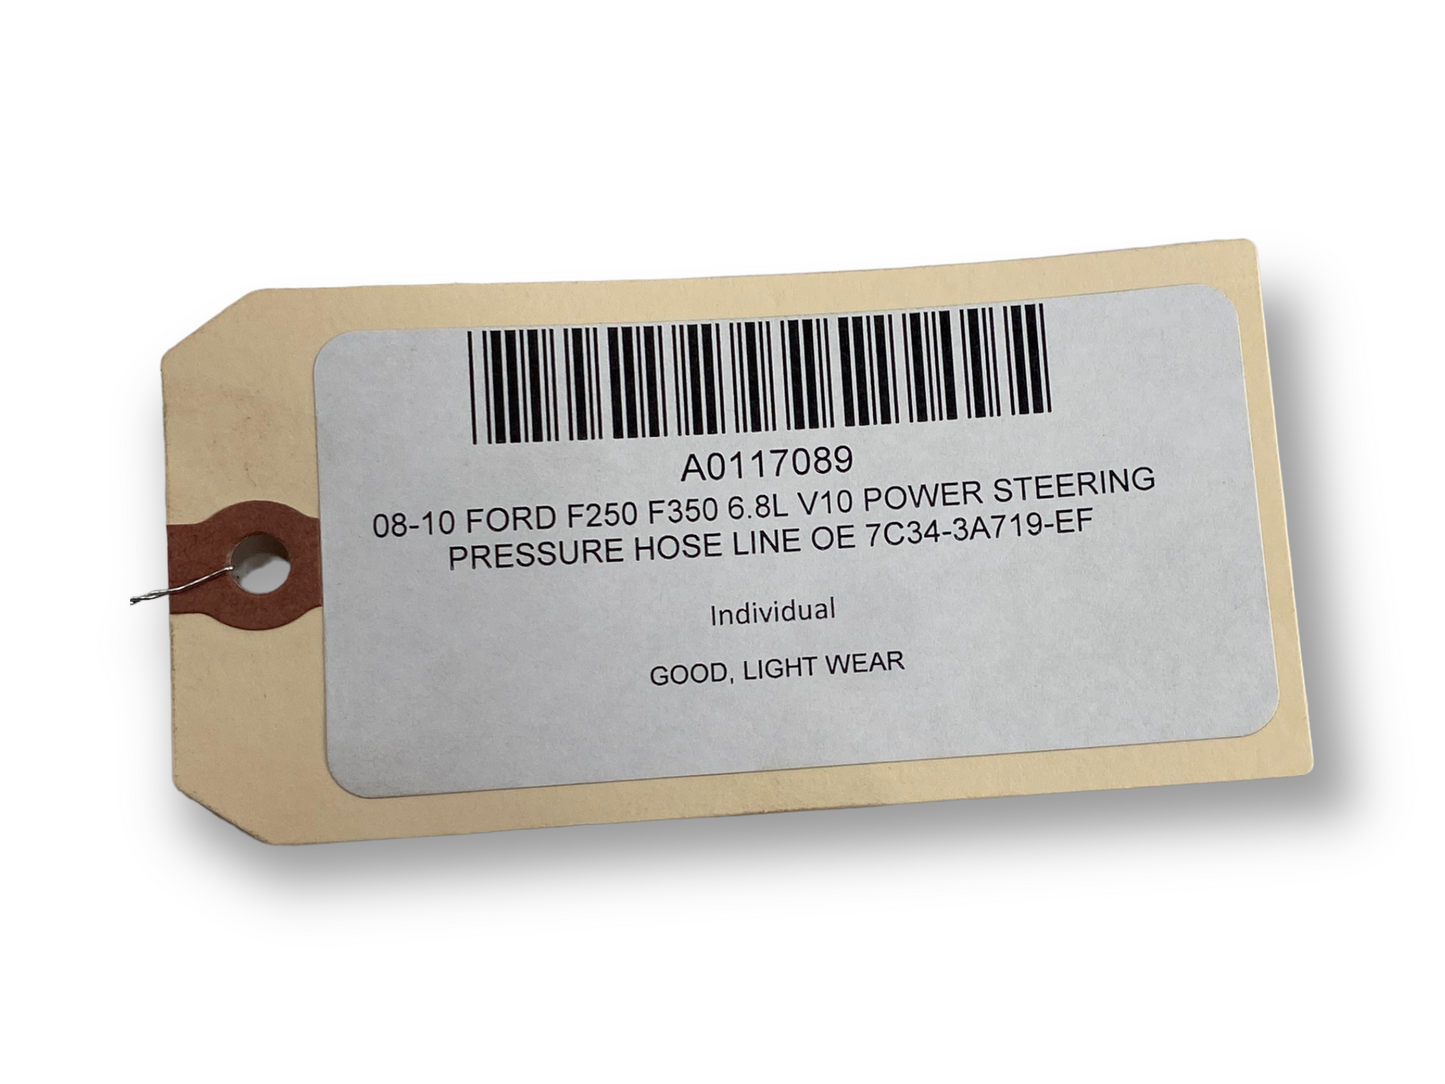 A0117089
08-10 FORD F250 F350 6.8L V10 POWER STEERING
PRESSURE HOSE LINE OE 7C34-3A719-EF
Individual
GOOD, LIGHT WEAR